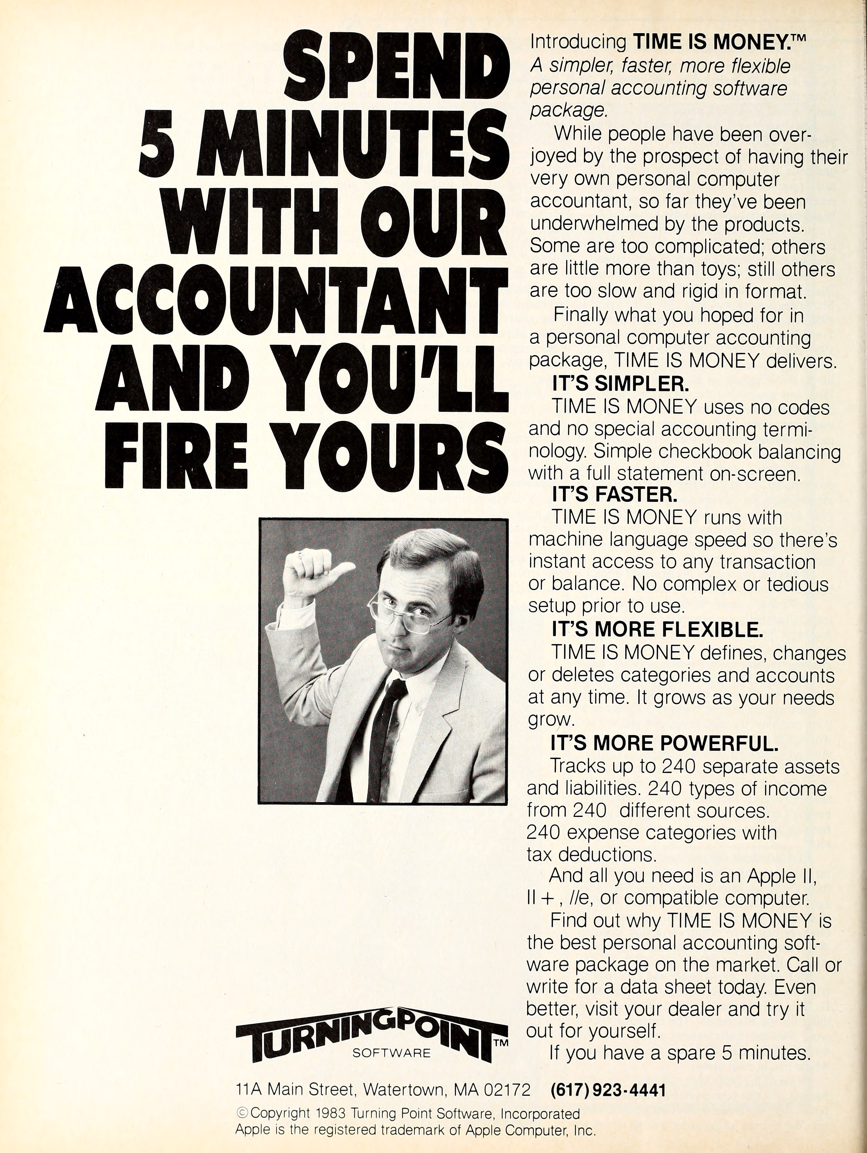 SPEND
5 MINUTES
WITH OUR
ACCOUNTANT
AND YOU'LL
FIRE YOURS
Introducing TIME IS MONEY.™
A simpler, faster, more flexible
personal accounting software
package.
While people have been over-
joyed by the prospect of having their
very own personal computer
accountant, so far they've been
underwhelmed by the products.
Some are too complicated; others
are little more than toys; still others
are too slow and rigid in format.
Finally what you hoped for in
a personal computer accounting
package, TIME IS MONEY delivers.
IT'S SIMPLER.
TIME IS MONEY uses no codes
and no special accounting termi-
nology. Simple checkbook balancing
with a full statement on-screen.
IT'S FASTER.
TIME IS MONEY runs with
machine language speed so there's
instant access to any transaction
or balance. No complex or tedious
setup prior to use.
IT'S MORE FLEXIBLE.
TIME IS MONEY defines, changes
or deletes categories and accounts
at any time. It grows as your needs
grow.
IT'S MORE POWERFUL.
Tracks up to 240 separate assets
and liabilities. 240 types of income
from 240 different sources.
240 expense categories with
tax deductions.
And all you need is an Apple II,
II+, //e, or compatible computer.
Find out why TIME IS MONEY is
the best personal accounting soft-
ware package on the market. Call or
write for a data sheet today. Even
better, visit your dealer and try it
out for yourself.
If you have a spare 5 minutes.
TURNINGPOINT™
SOFTWARE
11A Main Street, Watertown, MA 02172 (617) 923-4441
©Copyright 1983 Turning Point Software, Incorporated
Apple is the registered trademark of Apple Computer, Inc.